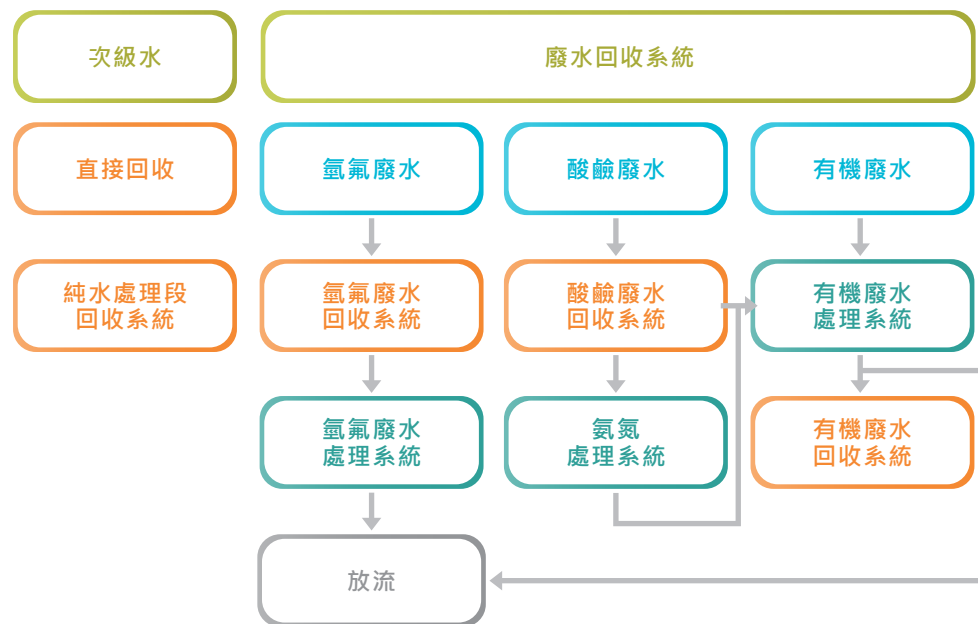 次級水
廢水回收系統
直接回收
氫氟廢水
酸鹼廢水
有機廢水
純水處理段
回收系統
氫氟廢水
回收系統
酸鹼廢水
回收系統
有機廢水
處理系統
氫氟廢水
處理系統
氨氮
處理系統
有機廢水
回收系統
放流